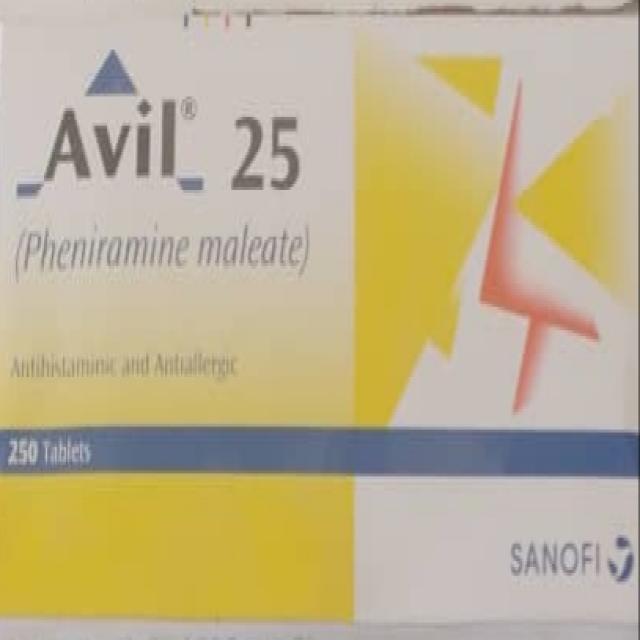 Avil® 25
(Pheniramine maleate)
Antihistaminic and Antiallergic
250 Tablets
SANOFI